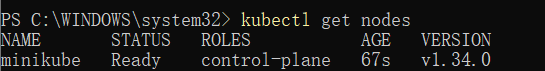 PS C:\WINDOWS\system32> kubectl get nodes
NAME       STATUS   ROLES           AGE   VERSION
minikube   Ready    control-plane   67s   v1.34.0